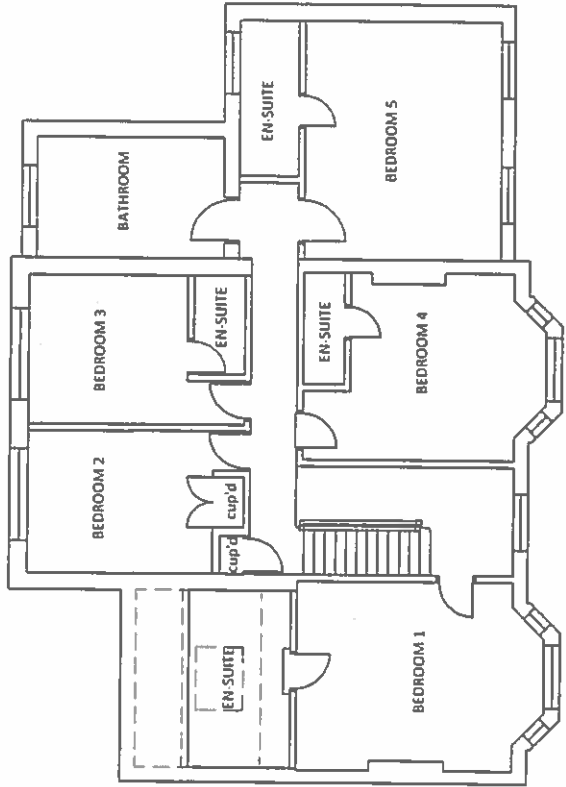 BATHROOM
EN-SUITE
BEDROOM 5
BEDROOM 3
EN-SUITE
EN-SUITE
BEDROOM 4
BEDROOM 2
cup'd
cup'd
EN-SUITE
BEDROOM 1